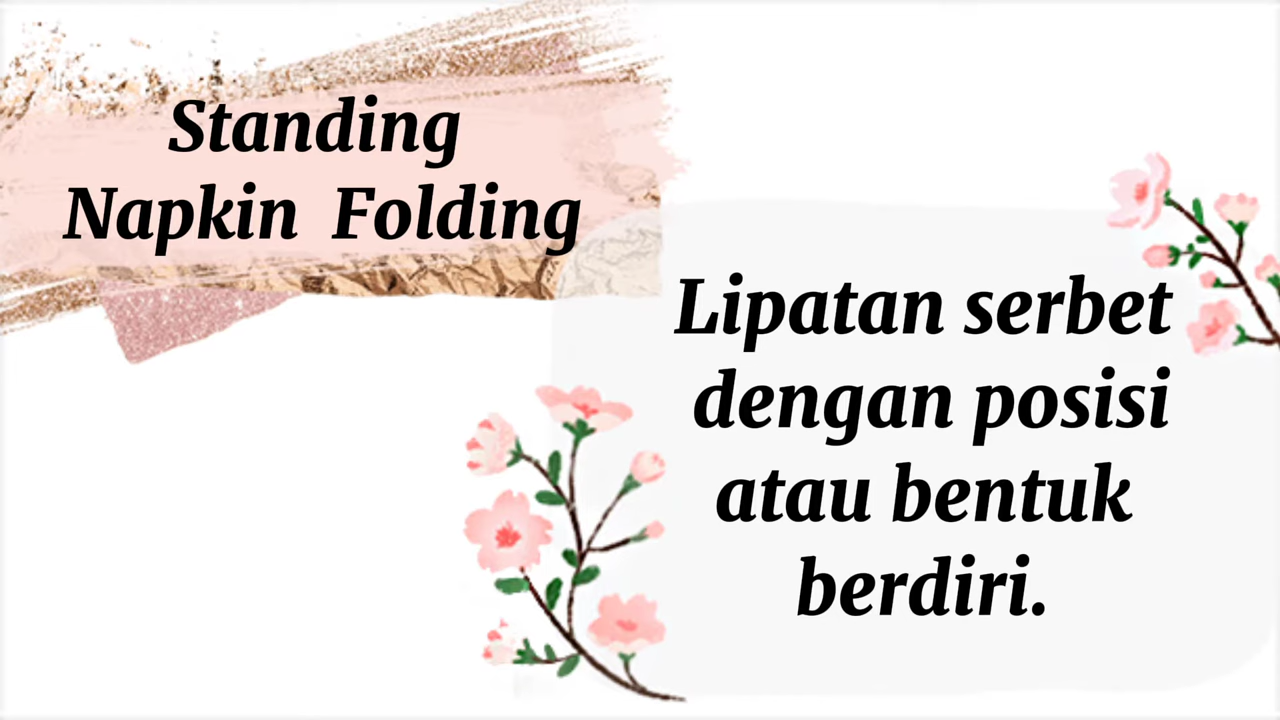 Standing
Napkin Folding
Lipatan serbet
dengan posisi
atau bentuk
berdiri.